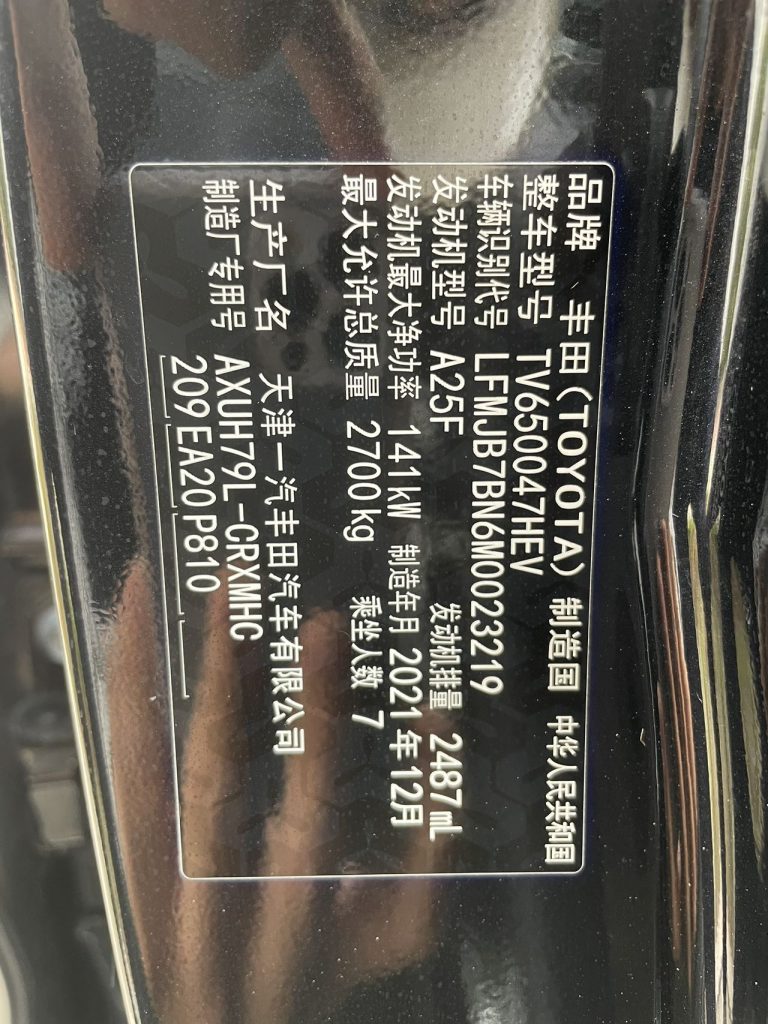 品牌 丰田(TOYOTA) 制造国 中华人民共和国
整车型号 TV650047HEV
车辆识别代号 LFMJB7BN6M0023219
发动机型号 A25F 发动机排量 2487mL
发动机最大净功率 141kW 制造年月 2021年12月
最大允许总质量 2700kg 乘坐人数 7
生产厂名 天津一汽丰田汽车有限公司
制造厂专用号 AXUH79L-CRXMHC
209EA20P810